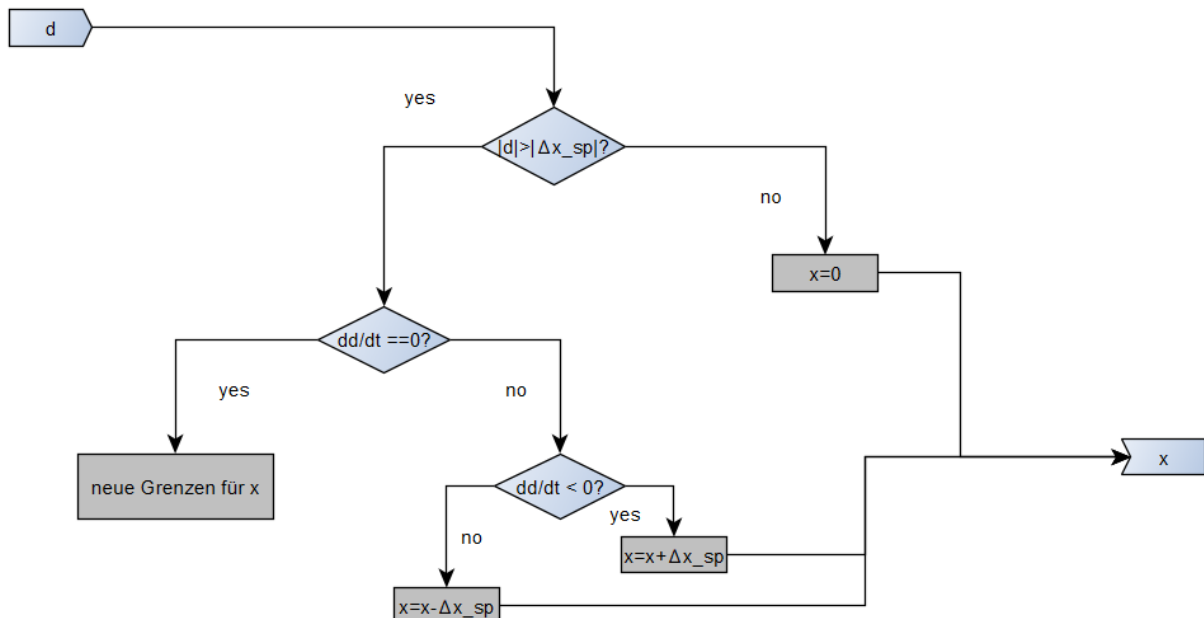 d
yes
|d|>|Δx_sp|?
no
x=0
dd/dt ==0?
yes
no
neue Grenzen für x
dd/dt < 0?
x
no
yes
x=x+Δx_sp
x=x-Δx_sp